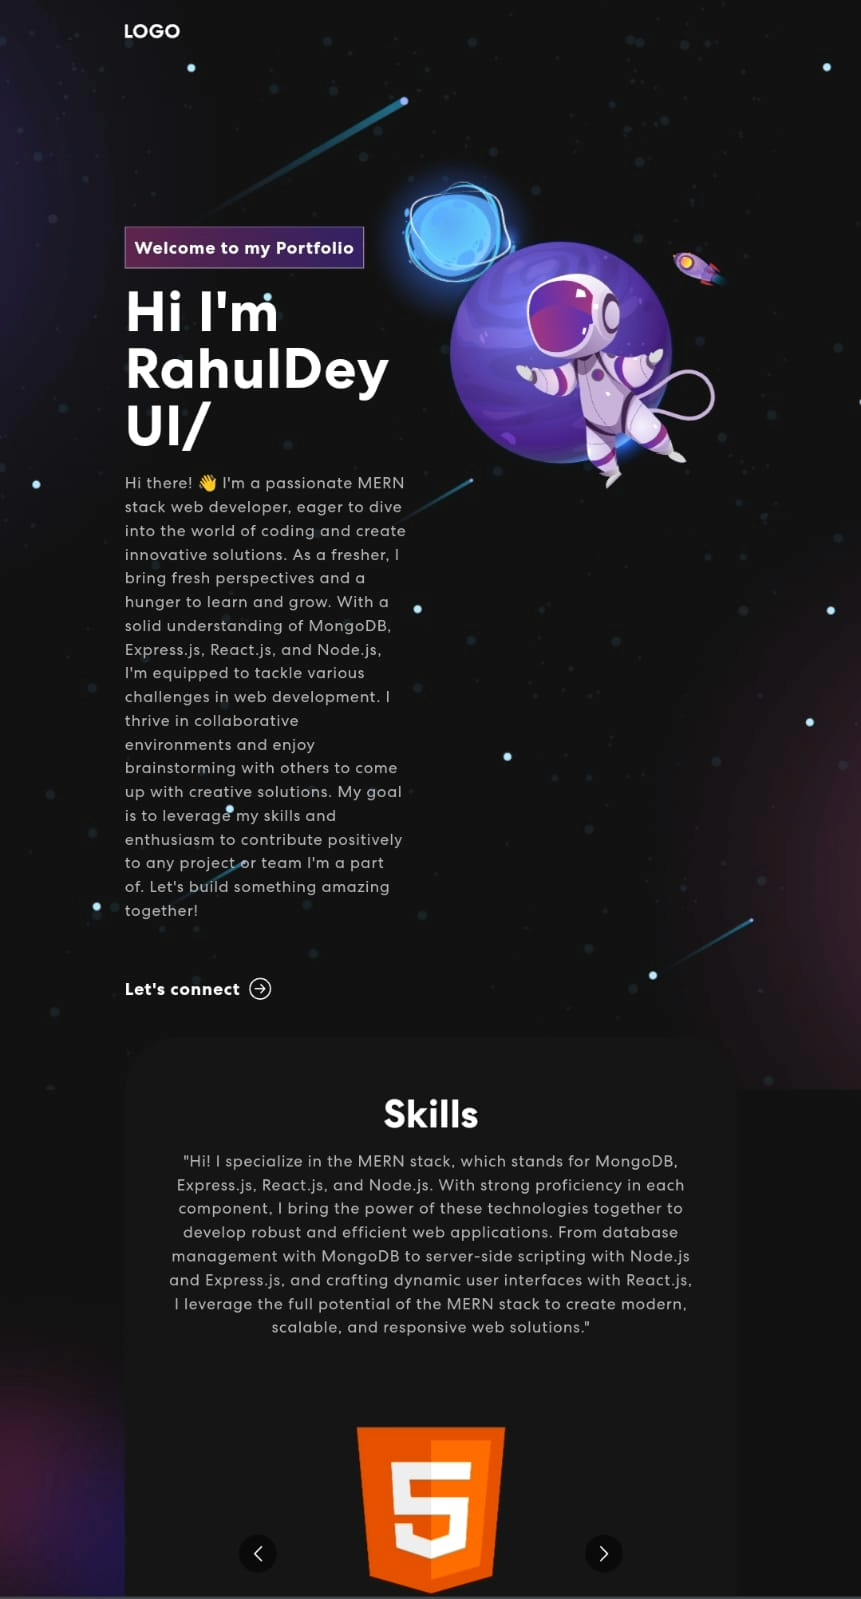 LOGO
Welcome to my Portfolio
Hi I'm
RahulDey
UI/
Hi there! 👋 I'm a passionate MERN
stack web developer, eager to dive
into the world of coding and create
innovative solutions. As a fresher, I
bring fresh perspectives and a
hunger to learn and grow. With a
solid understanding of MongoDB,
Express.js, React.js, and Node.js,
I'm equipped to tackle various
challenges in web development. I
thrive in collaborative
environments and enjoy
brainstorming with others to come
up with creative solutions. My goal
is to leverage my skills and
enthusiasm to contribute positively
to any project or team I'm a part
of. Let's build something amazing
together!
Let's connect
Skills
"Hi! I specialize in the MERN stack, which stands for MongoDB,
Express.js, React.js, and Node.js. With strong proficiency in each
component, I bring the power of these technologies together to
develop robust and efficient web applications. From database
management with MongoDB to server-side scripting with Node.js
and Express.js, and crafting dynamic user interfaces with React.js,
I leverage the full potential of the MERN stack to create modern,
scalable, and responsive web solutions."
5